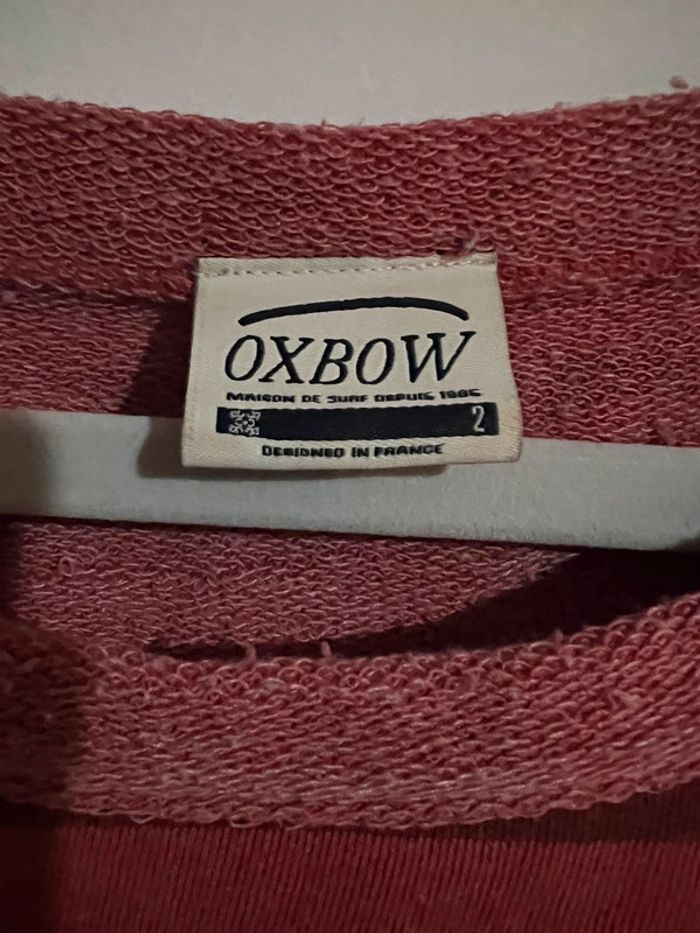 OXBOW
MAISON DE SURF DEPUIS 1985
2
DESIGNED IN FRANCE